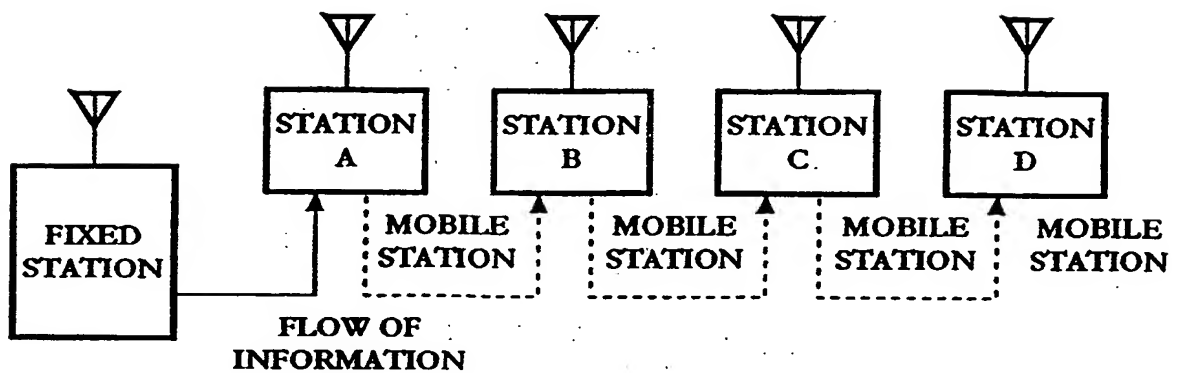 STATION
A
STATION
B
STATION
C.
STATION
D
FIXED
STATION
MOBILE
STATION
MOBILE
STATION
MOBILE
STATION
MOBILE
STATION
FLOW OF
INFORMATION